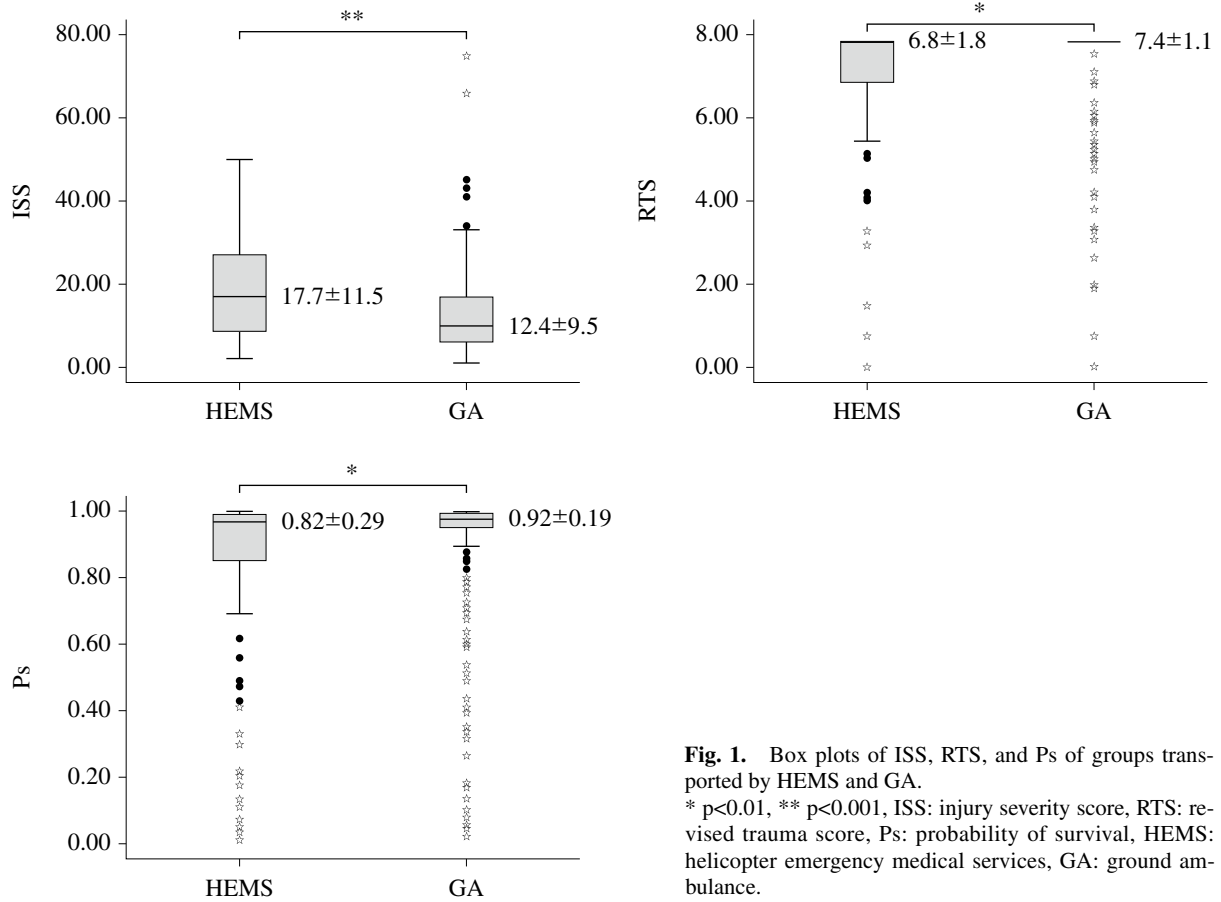 **
80.00
60.00
40.00
20.00
0.00
ISS
17.7±11.5
12.4±9.5
HEMS
GA
*
8.00
6.00
4.00
2.00
0.00
RTS
6.8±1.8
7.4±1.1
HEMS
GA
*
1.00
0.80
0.60
0.40
0.20
0.00
Ps
0.82±0.29
0.92±0.19
HEMS
GA
Fig. 1. Box plots of ISS, RTS, and Ps of groups trans-
ported by HEMS and GA.
* p<0.01, ** p<0.001, ISS: injury severity score, RTS: re-
vised trauma score, Ps: probability of survival, HEMS:
helicopter emergency medical services, GA: ground am-
bulance.